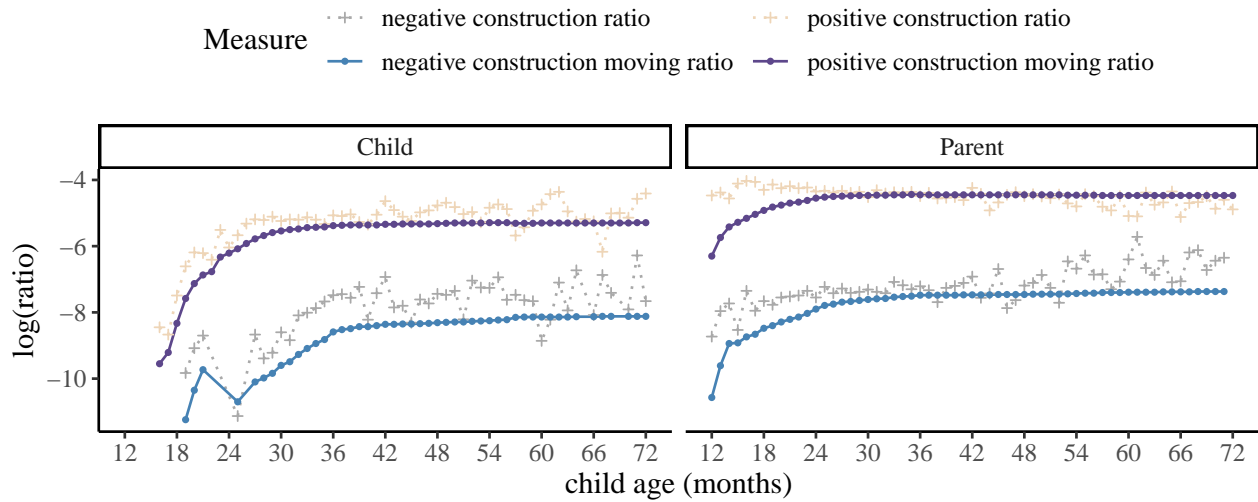 Measure
negative construction ratio
positive construction ratio
negative construction moving ratio
positive construction moving ratio
Child
Parent
log(ratio)
−4
−6
−8
−10
12 18 24 30 36 42 48 54 60 66 72
12 18 24 30 36 42 48 54 60 66 72
child age (months)